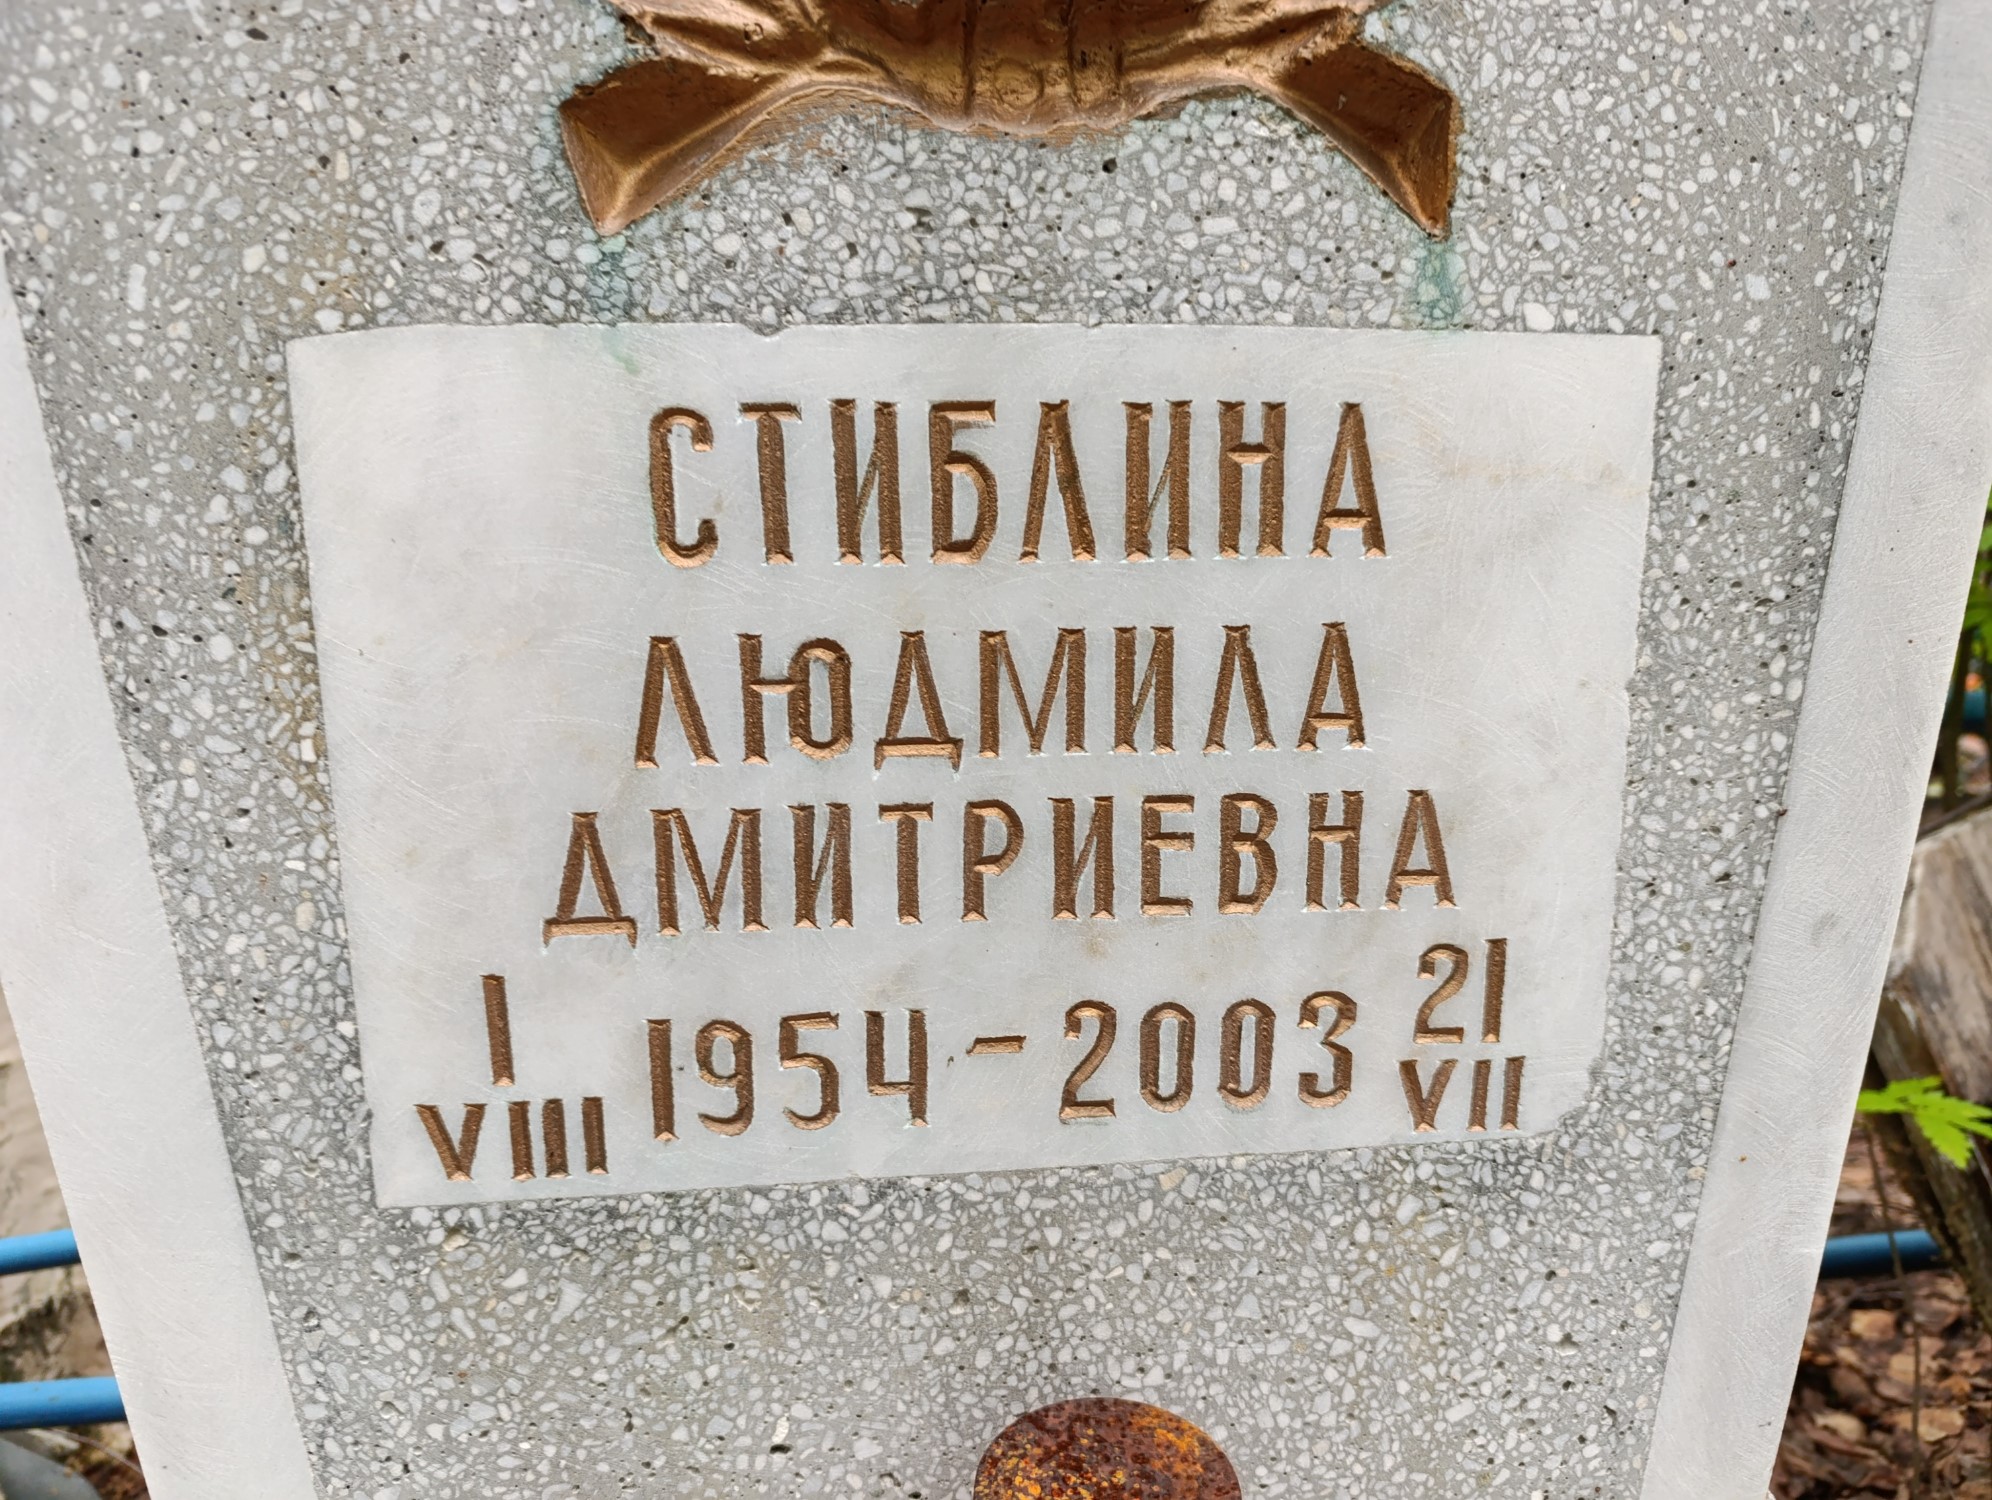 СТИБЛИНА
ЛЮДМИЛА
ДМИТРИЕВНА
I VIII 1954 - 2003 21 VII